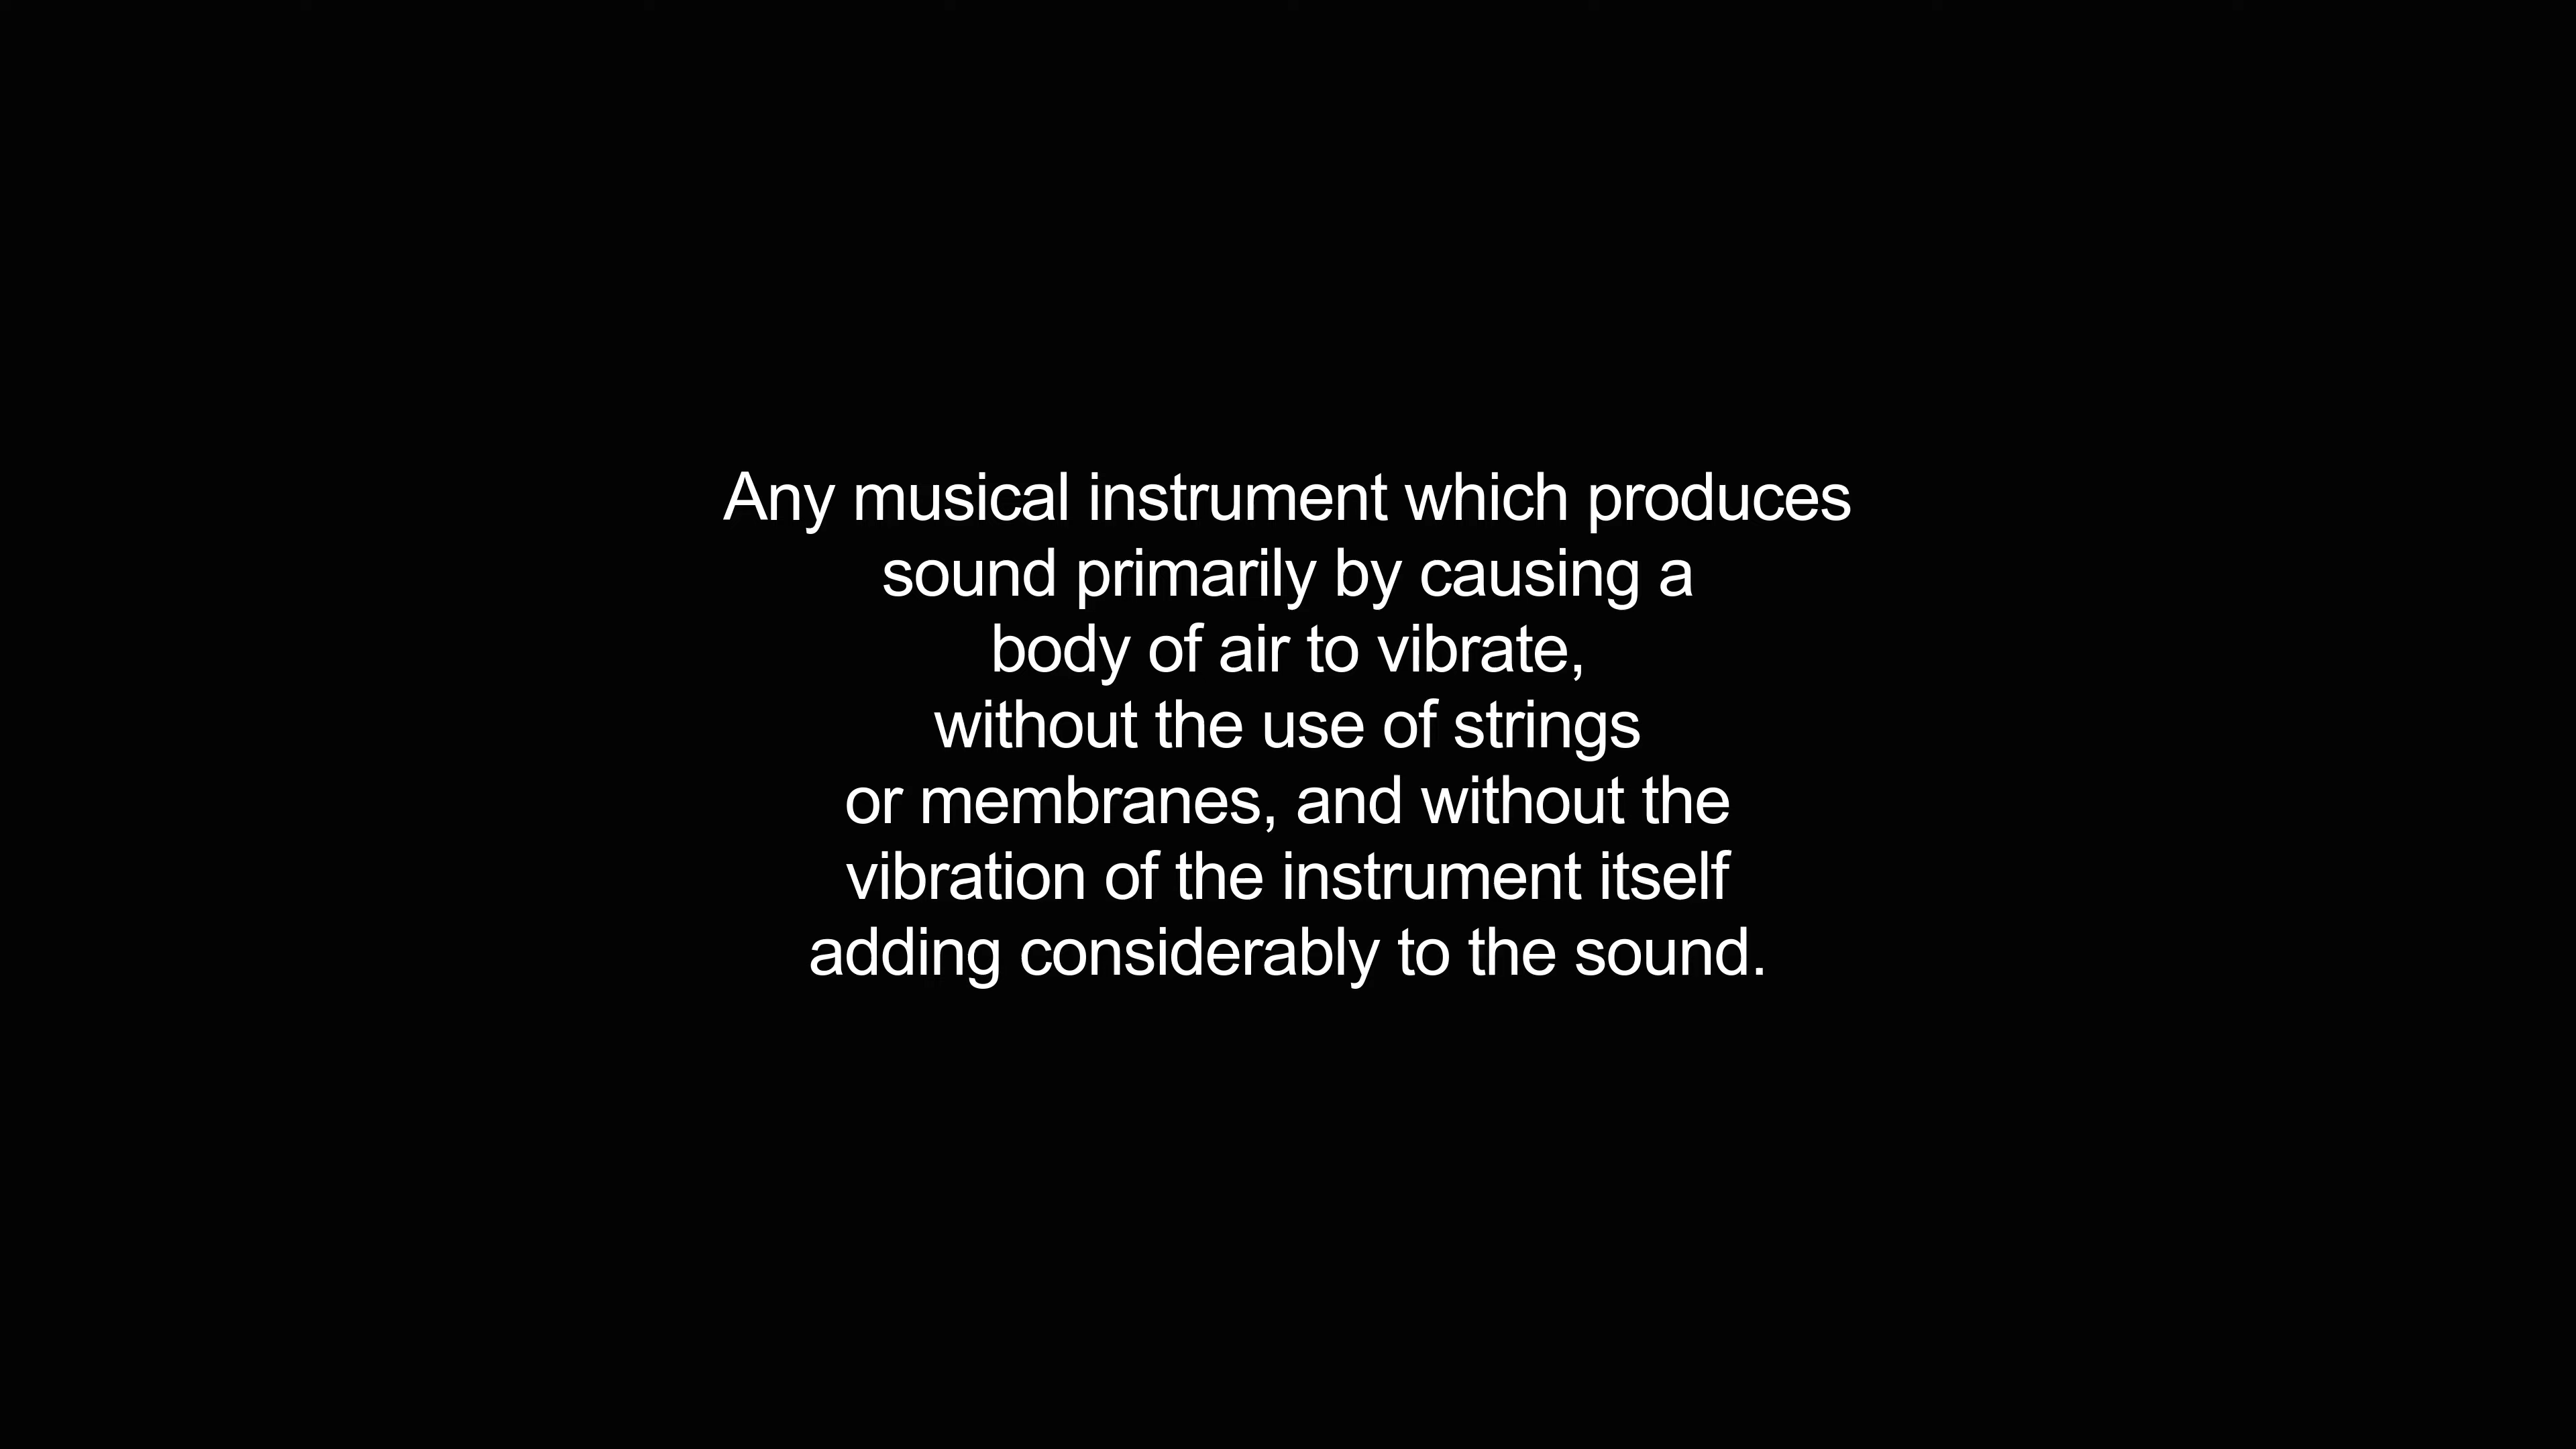 Any musical instrument which produces
sound primarily by causing a
body of air to vibrate,
without the use of strings
or membranes, and without the
vibration of the instrument itself
adding considerably to the sound.